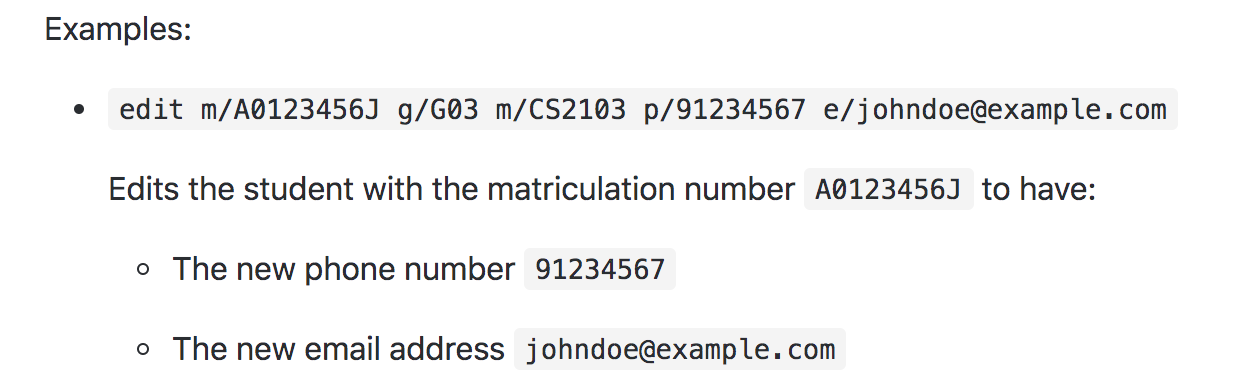 Examples:
• edit m/A0123456J g/G03 m/CS2103 p/91234567 e/johndoe@example.com
Edits the student with the matriculation number A0123456J to have:
◦ The new phone number 91234567
◦ The new email address johndoe@example.com